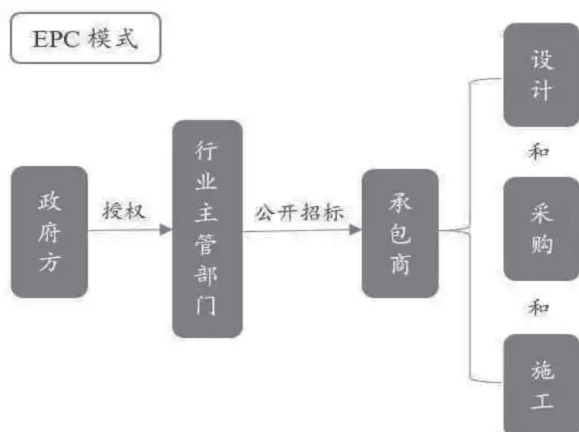 EPC 模式
政府方
授权
行业主管部门
公开招标
承包商
设计
和
采购
和
施工